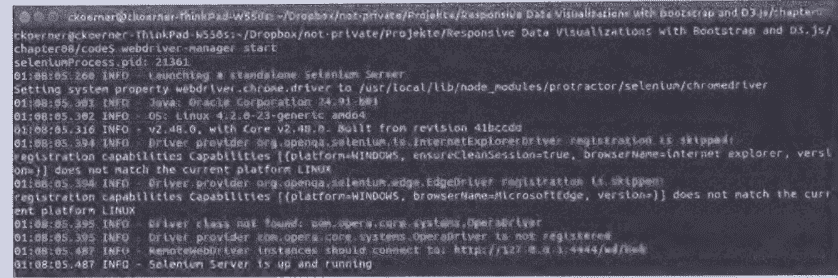 ckoerner@ckoerner-ThinkPad-W550s: ~/Dropbox/not-private/Projekte/Responsive Data Visualizations with Bootstrap and D3.js/chapter
ckoerner@ckoerner-ThinkPad-W550s:~/Dropbox/not-private/Projekte/Responsive Data Visualizations with Bootstrap and D3.js/
chapter08/code$ webdriver-manager start
seleniumProcess.pid: 21361
01:08:05.260 INFO - Launching a standalone Selenium Server
Setting system property webdriver.chrome.driver to /usr/local/lib/node_modules/protractor/selenium/chromedriver
01:08:05.301 INFO - Java: Oracle Corporation 24.91-b01
01:08:05.302 INFO - OS: Linux 4.2.0-23-generic amd64
01:08:05.316 INFO - v2.48.0, with Core v2.48.0. Built from revision 41bccdd
01:08:05.394 INFO - Driver provider org.openqa.selenium.ie.InternetExplorerDriver registration is skipped:
registration capabilities Capabilities [{platform=WINDOWS, ensureCleanSession=true, browserName=internet explorer, versi
on=}] does not match the current platform LINUX
01:08:05.394 INFO - Driver provider org.openqa.selenium.edge.EdgeDriver registration is skipped:
registration capabilities Capabilities [{platform=WINDOWS, browserName=MicrosoftEdge, version=}] does not match the curr
ent platform LINUX
01:08:05.395 INFO - Driver class not found: com.opera.core.systems.OperaDriver
01:08:05.395 INFO - Driver provider com.opera.core.systems.OperaDriver is not registered
01:08:05.487 INFO - RemoteWebDriver instances should connect to: http://127.0.0.1:4444/wd/hub
01:08:05.487 INFO - Selenium Server is up and running